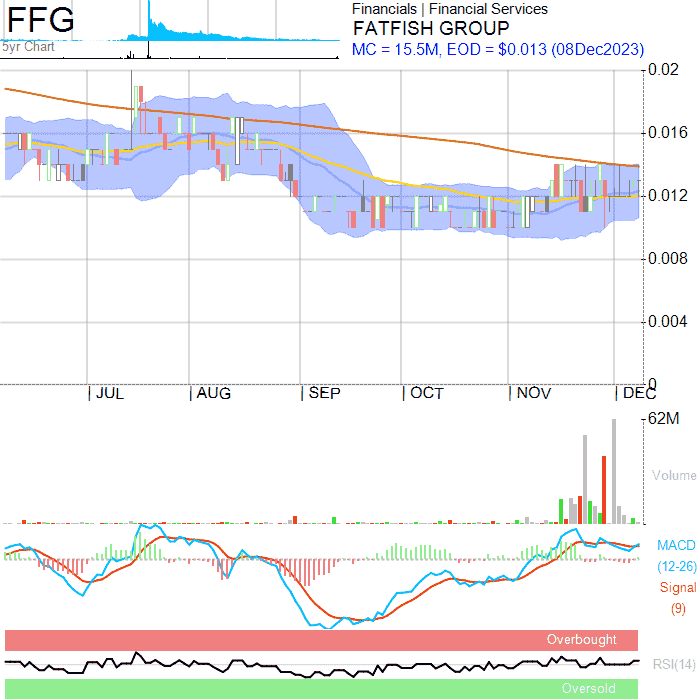 FFG
5yr Chart
Financials | Financial Services
FATFISH GROUP
MC = 15.5M, EOD = $0.013 (08Dec2023)
0.02
0.016
0.012
0.008
0.004
0
JUL
AUG
SEP
OCT
NOV
DEC
62M
Volume
MACD
(12-26)
Signal
(9)
Overbought
RSI(14)
Oversold